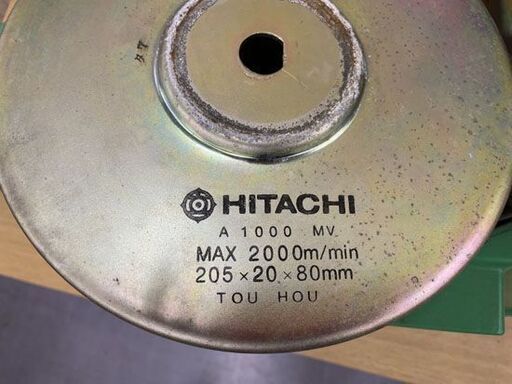 HITACHI
A 1000 MV
MAX 2000m/min
205×20×80mm
TOU HOU